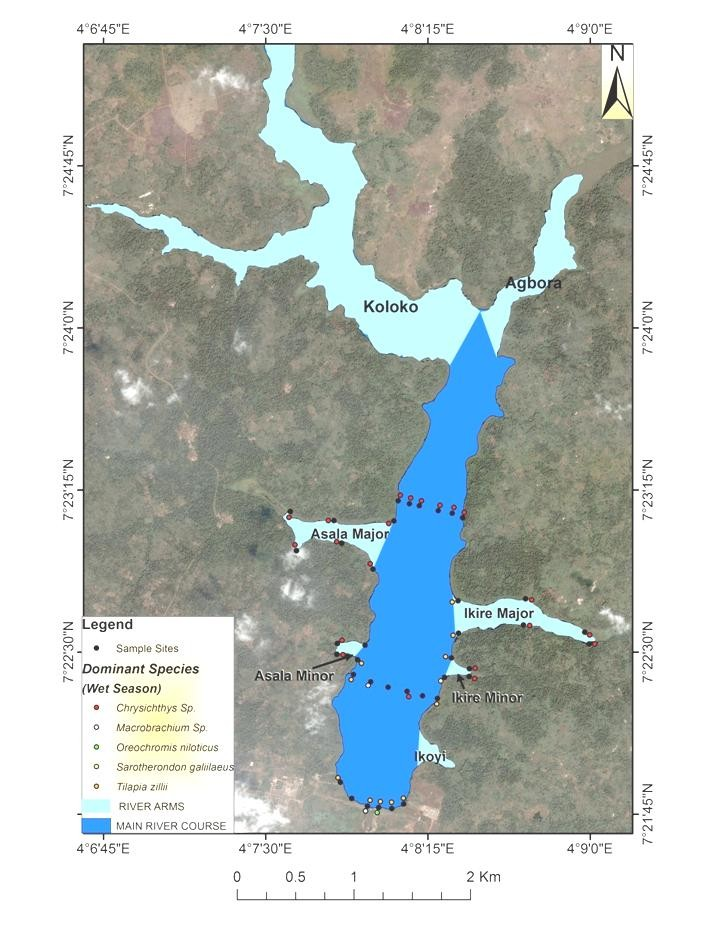 4°6'45"E 4°7'30"E 4°8'15"E 4°9'0"E
N
7°24'45"N 7°24'45"N
Agbora
Koloko
7°24'0"N 7°24'0"N
7°23'15"N 7°23'15"N
Asala Major
Ikire Major
7°22'30"N 7°22'30"N
Asala Minor
Ikire Minor
Ikoyi
7°21'45"N 7°21'45"N
Legend
Sample Sites
Dominant Species
(Wet Season)
Chrysichthys Sp.
Macrobrachium Sp.
Oreochromis niloticus
Sarotherondon galiilaeus
Tilapia zillii
RIVER ARMS
MAIN RIVER COURSE
4°6'45"E 4°7'30"E 4°8'15"E 4°9'0"E
0 0.5 1 2 Km